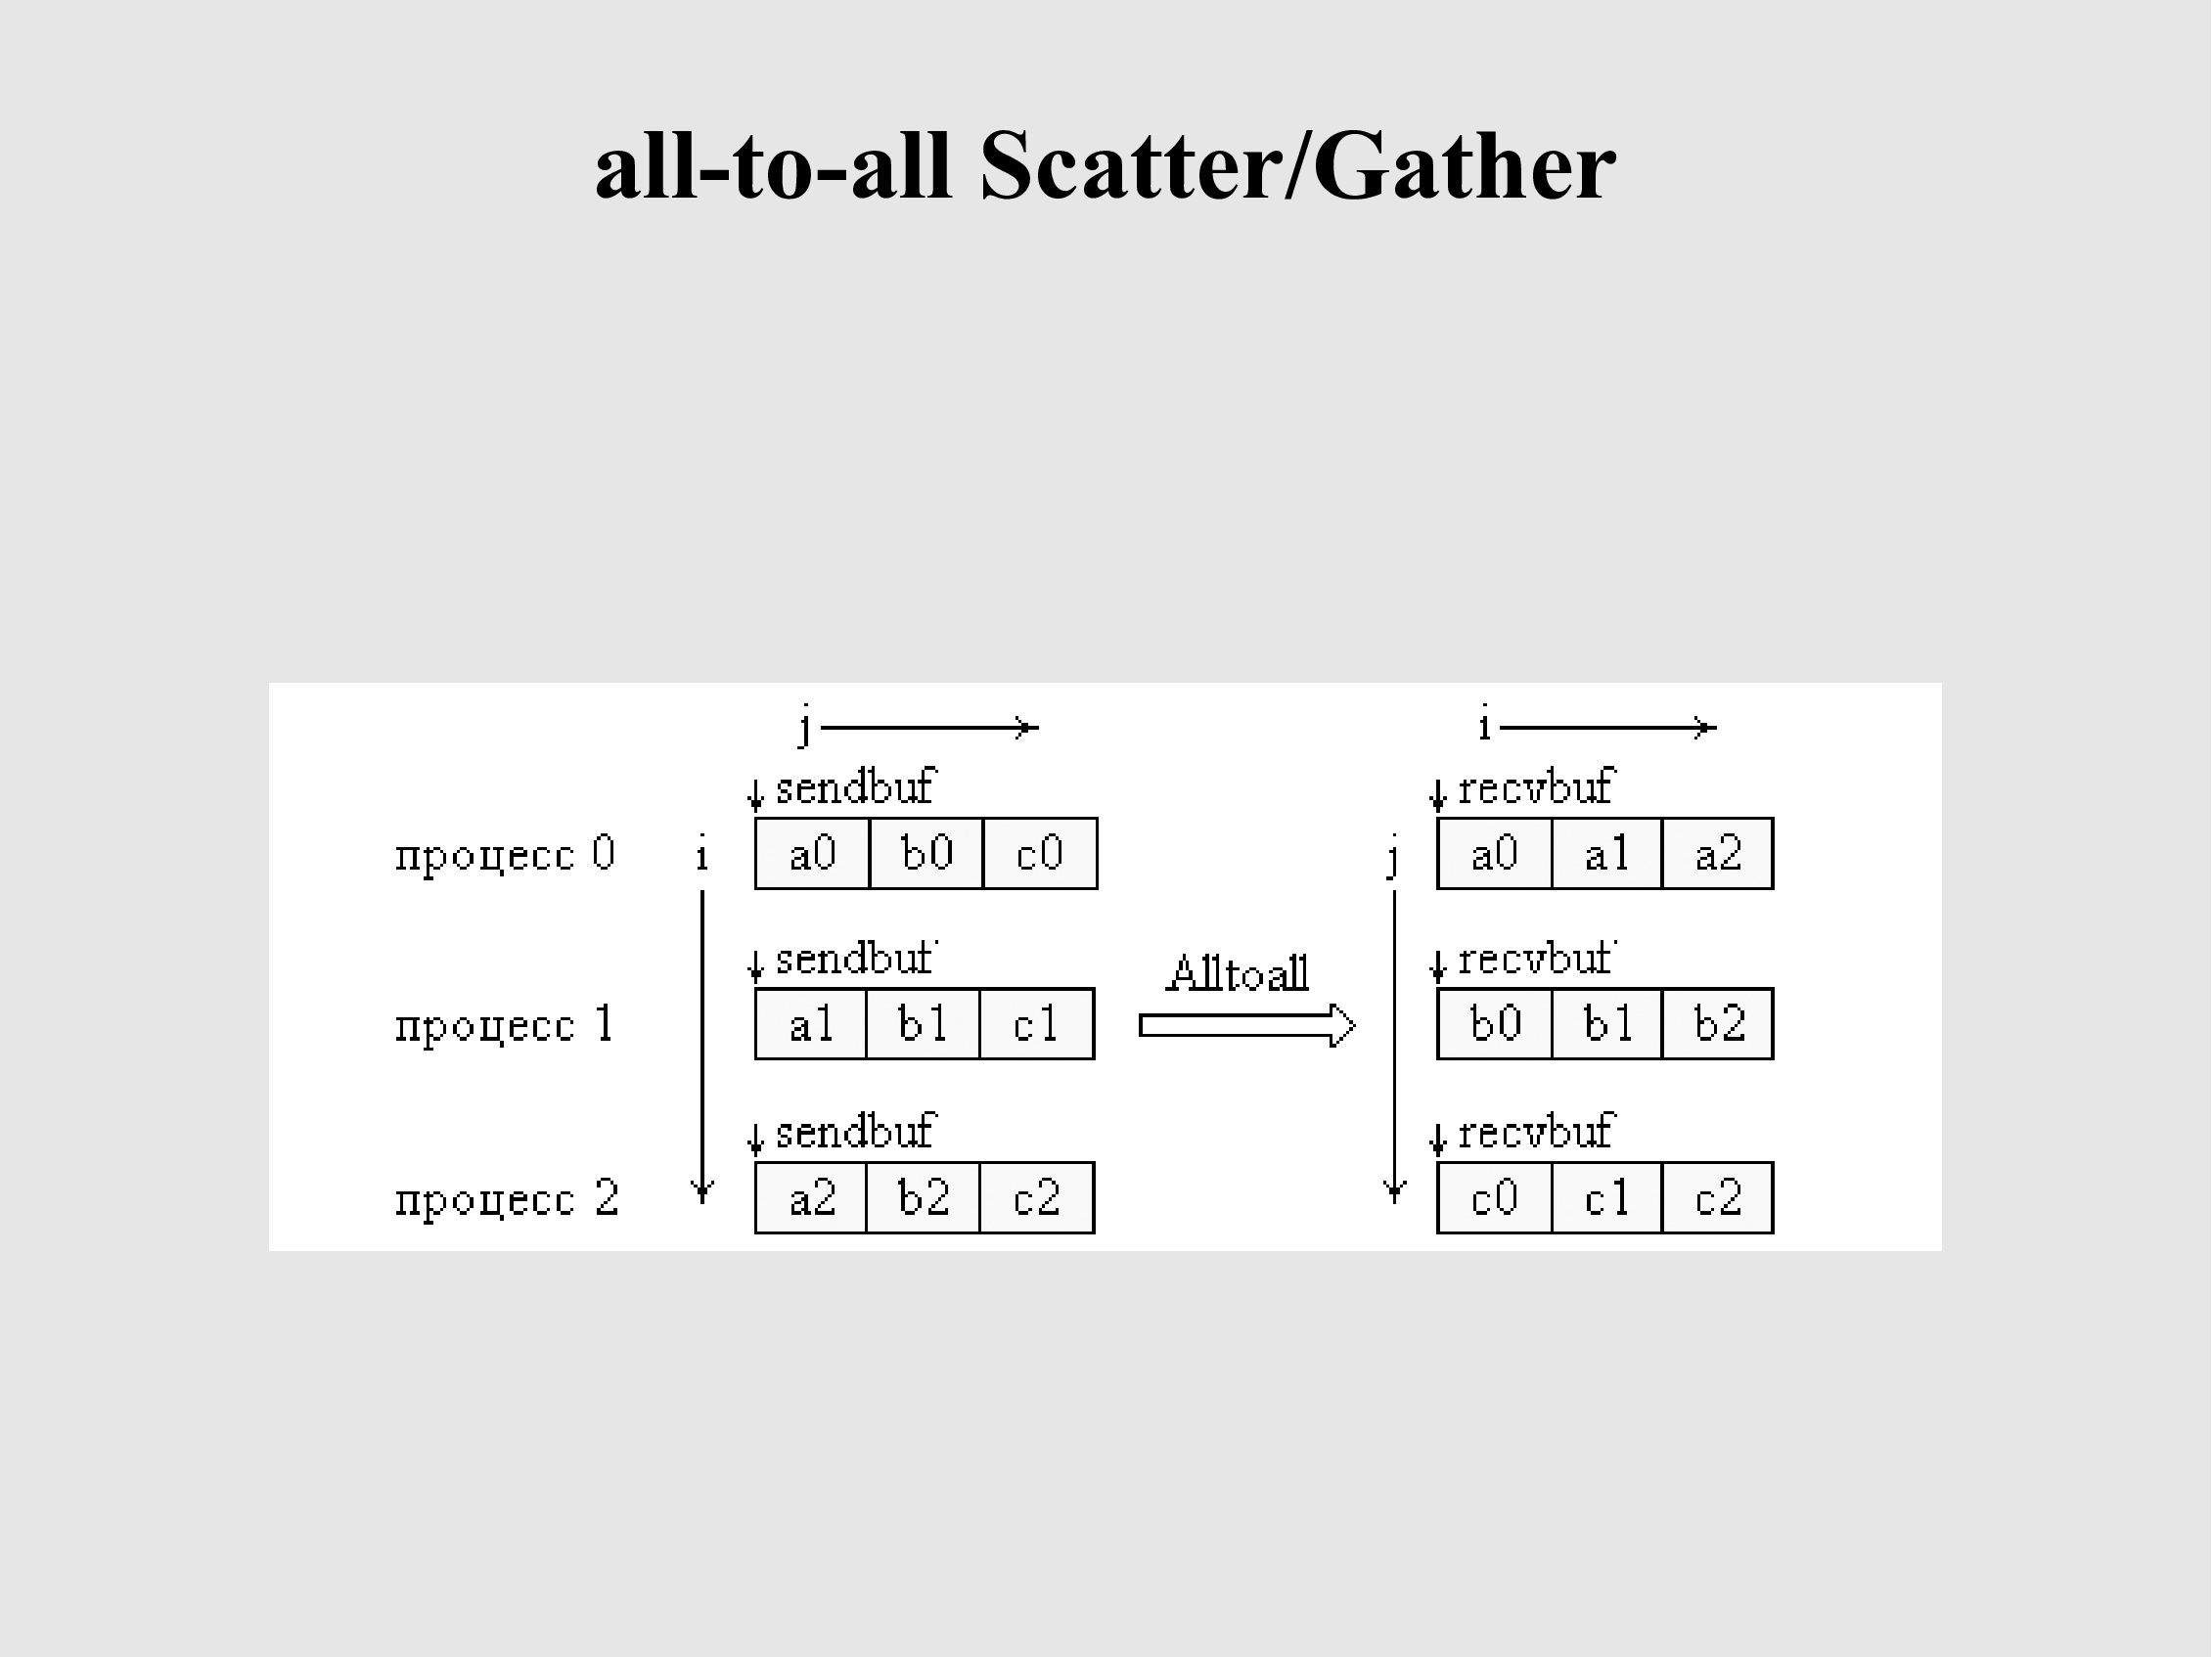 all-to-all Scatter/Gather
j i
sendbuf recvbuf
процесс 0 i a0 b0 c0 j a0 a1 a2
sendbuf recvbuf
Alltoall
процесс 1 a1 b1 c1 b0 b1 b2
sendbuf recvbuf
процесс 2 a2 b2 c2 c0 c1 c2